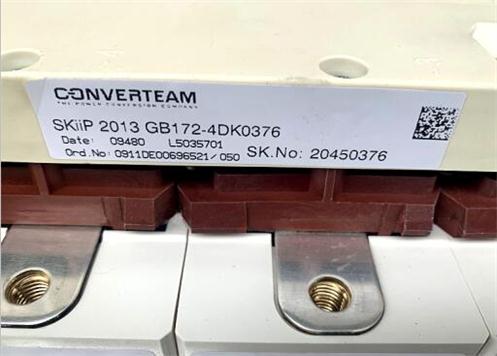 CONVERTEAM
THE POWER CONVERSION COMPANY
SKiiP 2013 GB172-4DK0376
Date: 09480 L5035701
Ord.No: 0911DE00696521/050 SK.No: 20450376